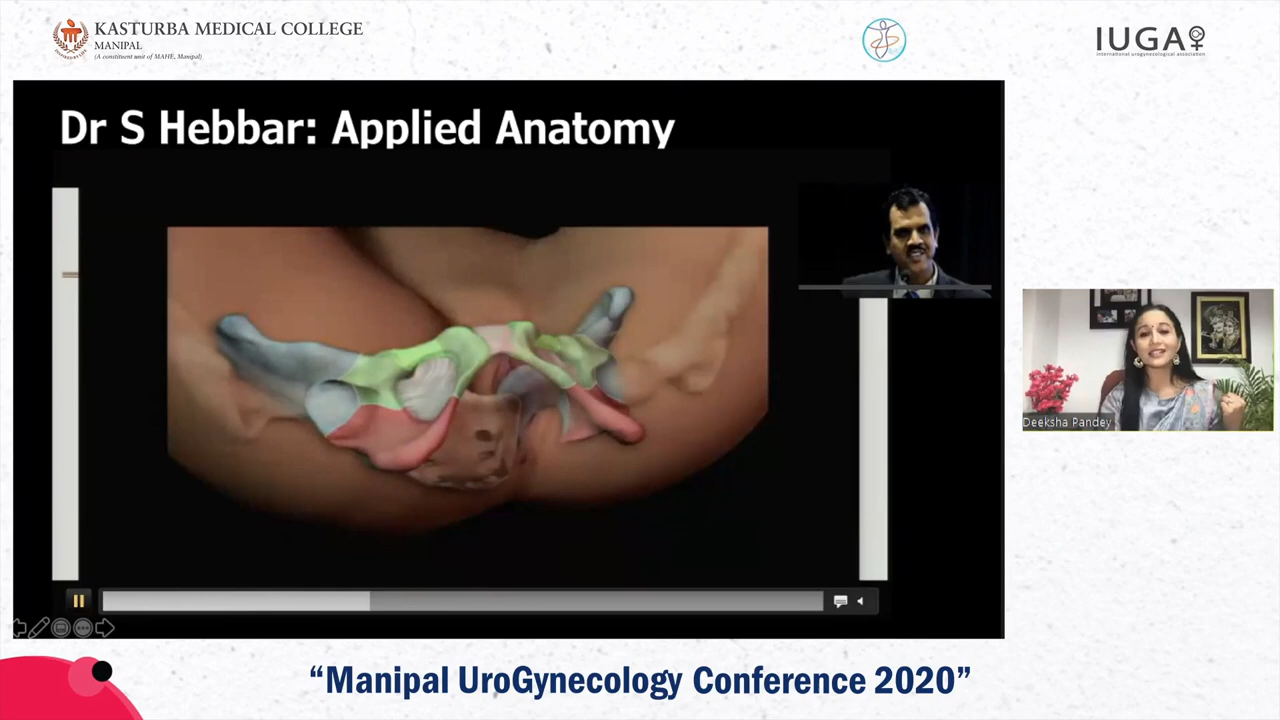 KASTURBA MEDICAL COLLEGE
MANIPAL
(A constituent unit of MAHE, Manipal)
IUGA
international urogynecological association
Dr S Hebbar: Applied Anatomy
Deeksha Pandey
“Manipal UroGynecology Conference 2020”